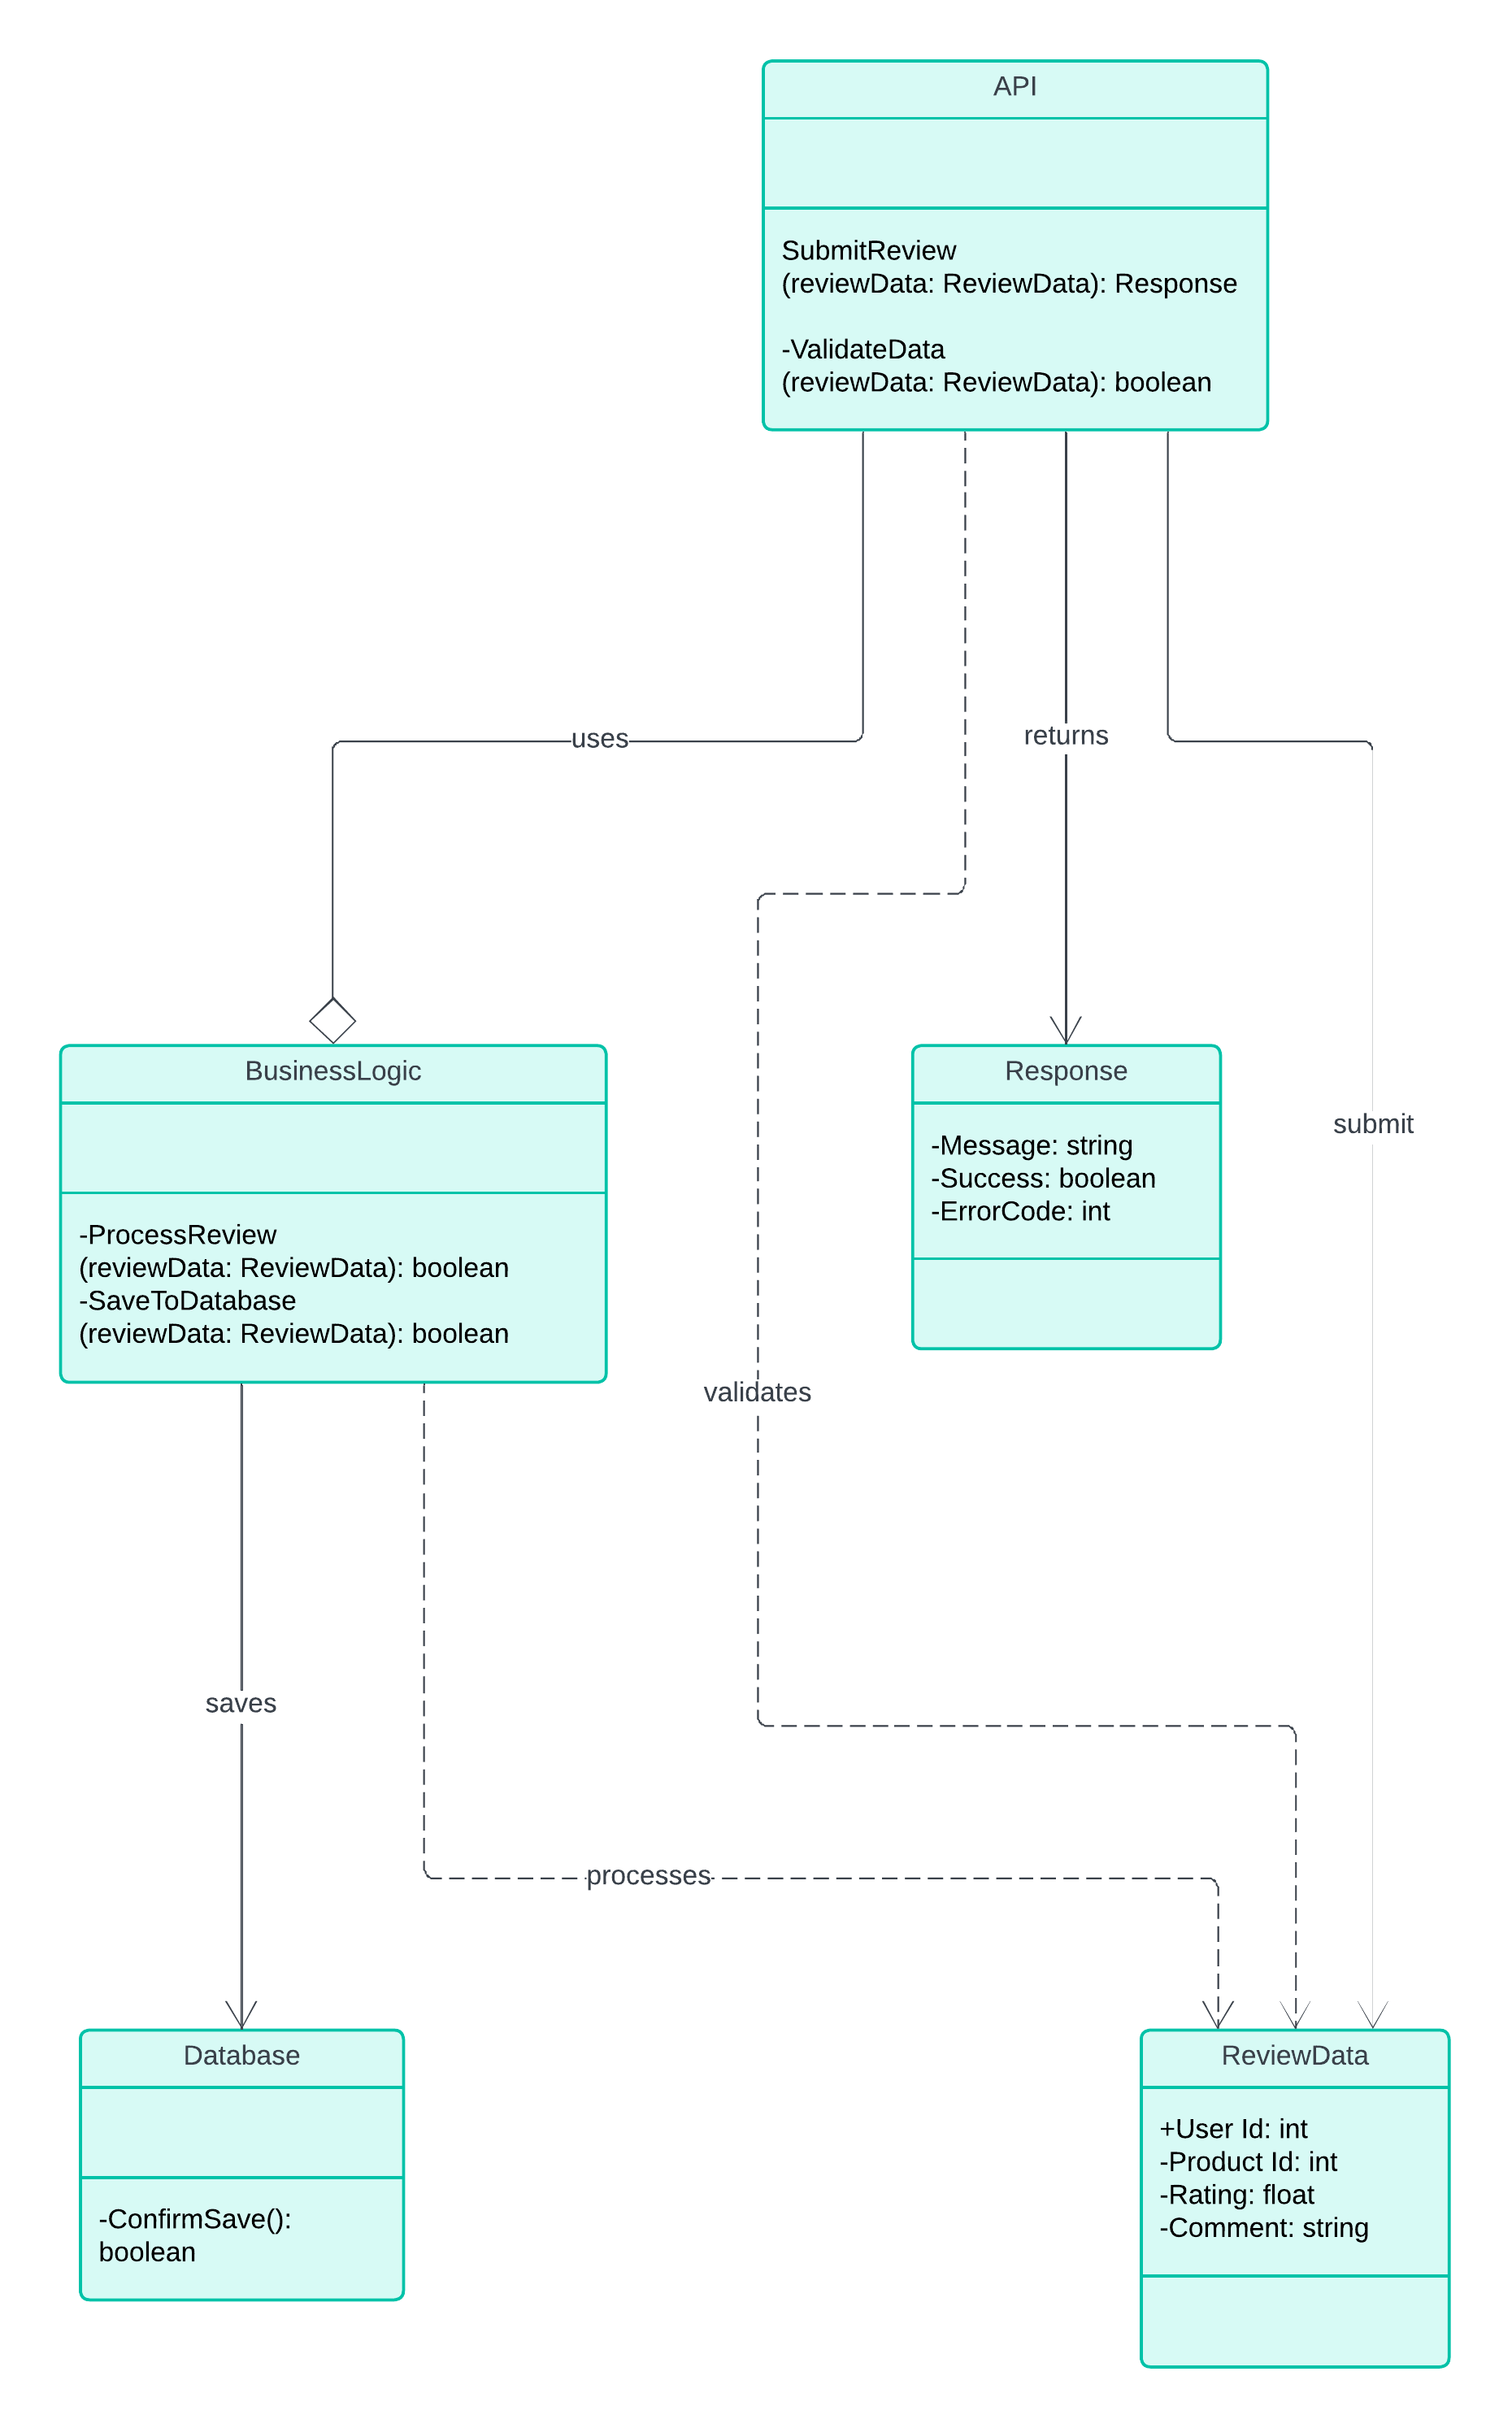 API
SubmitReview
(reviewData: ReviewData): Response
-ValidateData
(reviewData: ReviewData): boolean
uses
returns
BusinessLogic
-ProcessReview
(reviewData: ReviewData): boolean
-SaveToDatabase
(reviewData: ReviewData): boolean
Response
-Message: string
-Success: boolean
-ErrorCode: int
submit
validates
saves
processes
Database
-ConfirmSave():
boolean
ReviewData
+User Id: int
-Product Id: int
-Rating: float
-Comment: string